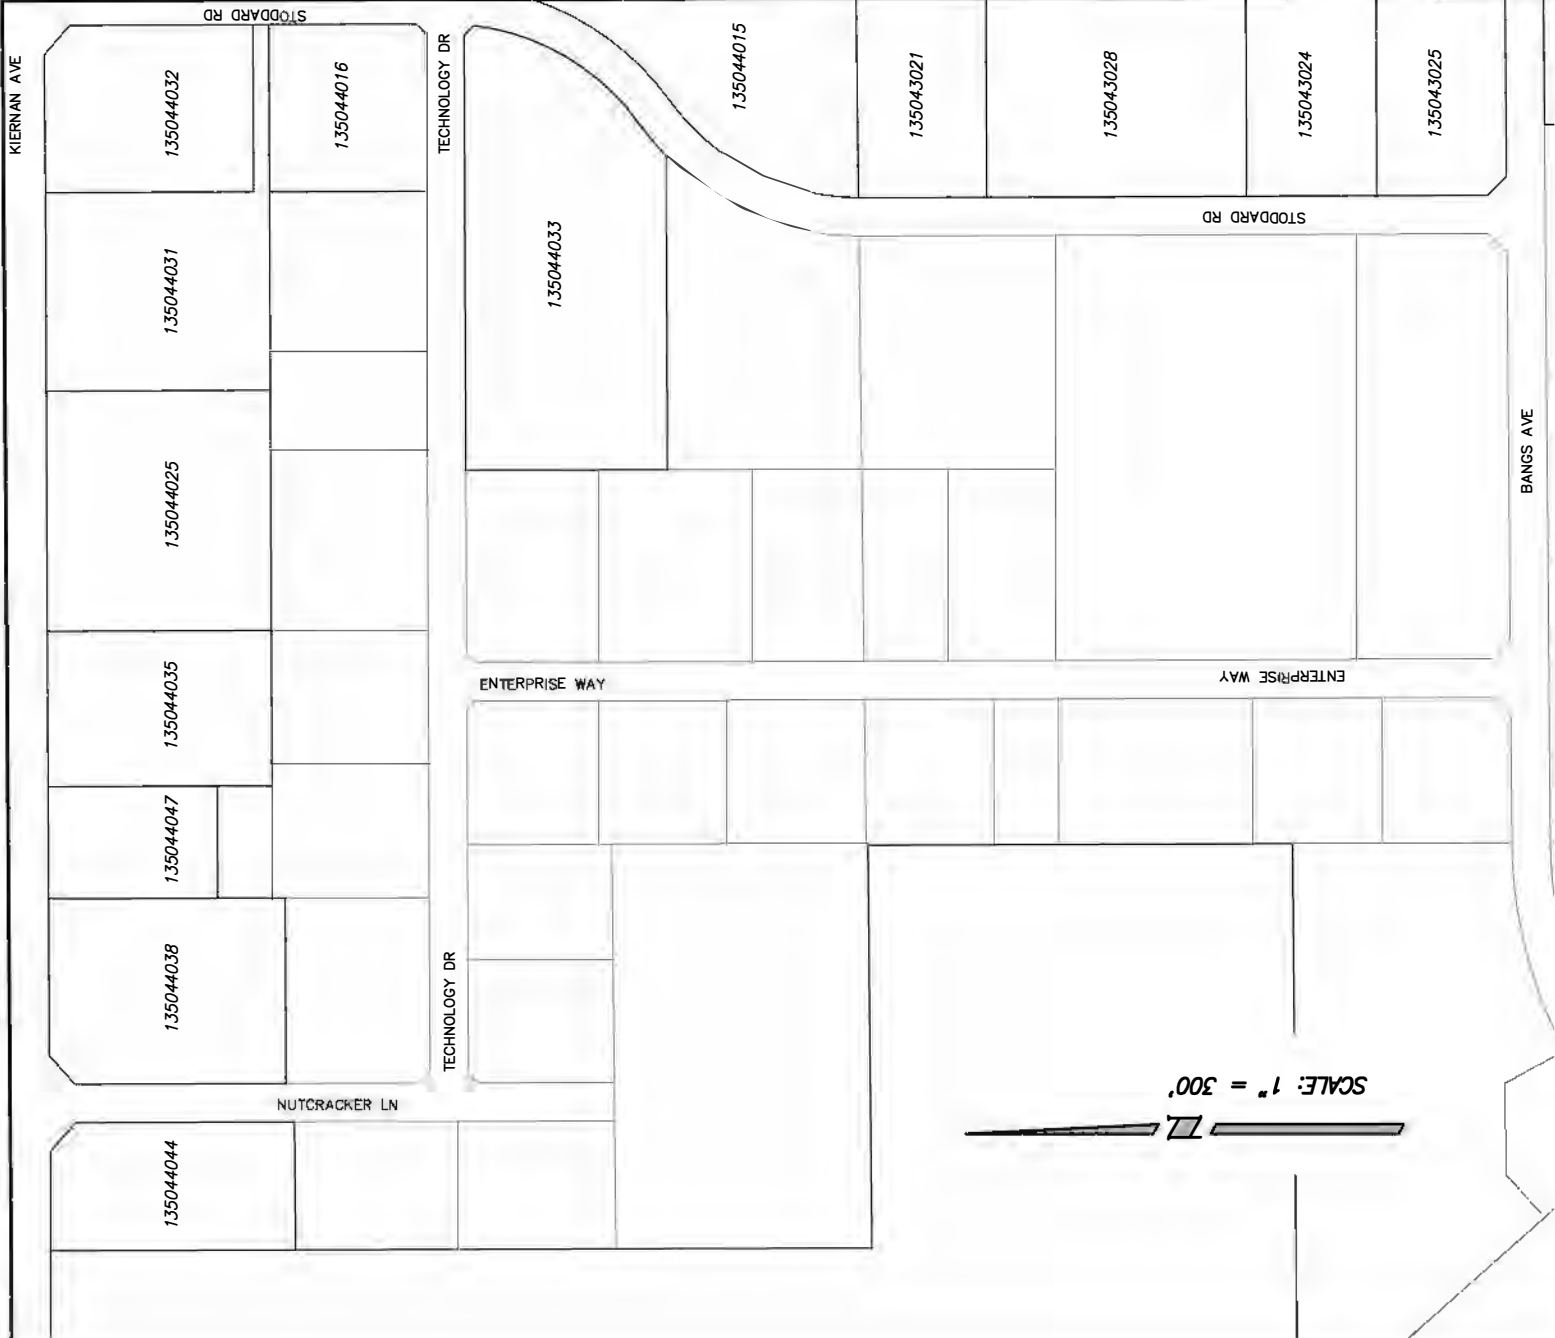 STODDARD RD
KIERNAN AVE
135044032
135044016
TECHNOLOGY DR
135044015
135043021
135043028
135043024
135043025
STODDARD RD
135044031
135044033
135044025
BANGS AVE
135044035
ENTERPRISE WAY
ENTERPRISE WAY
135044047
135044038
TECHNOLOGY DR
NUTCRACKER LN
SCALE: 1" = 300'
N
135044044